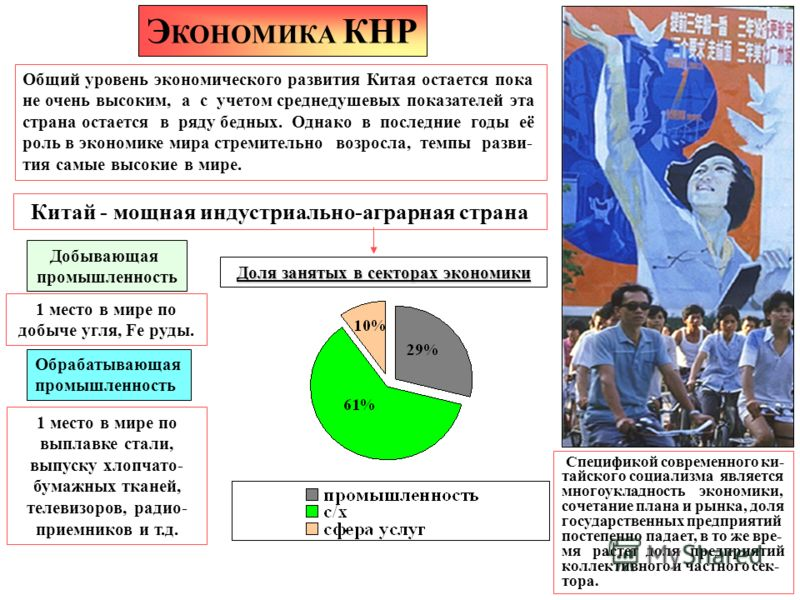 ЭКОНОМИКА КНР
Общий уровень экономического развития Китая остается пока
не очень высоким, а с учетом среднедушевых показателей эта
страна остается в ряду бедных. Однако в последние годы её
роль в экономике мира стремительно возросла, темпы разви-
тия самые высокие в мире.
Китай - мощная индустриально-аграрная страна
Добывающая
промышленность
1 место в мире по
добыче угля, Fe руды.
Обрабатывающая
промышленность
1 место в мире по
выплавке стали,
выпуску хлопчато-
бумажных тканей,
телевизоров, радио-
приемников и т.д.
Доля занятых в секторах экономики
10%
29%
61%
промышленность
с/х
сфера услуг
Спецификой современного ки-
тайского социализма является
многоукладность экономики,
сочетание плана и рынка, доля
государственных предприятий
постепенно падает, в то же вре-
мя растет доля предприятий
коллективного и частного сек-
тора.
MyShared